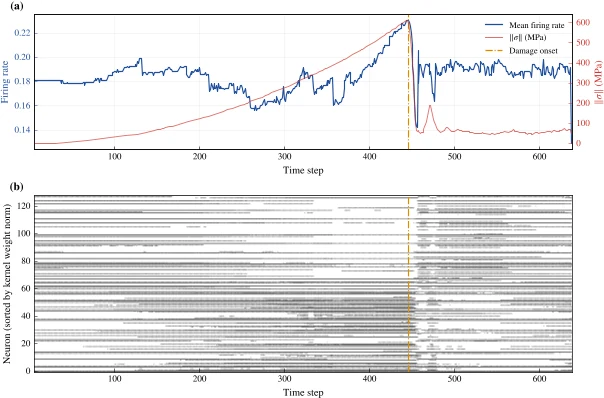 (a)
Mean firing rate
||σ|| (MPa)
Damage onset
Firing rate
0.22
0.20
0.18
0.16
0.14
600
500
400
300
200
100
0
||σ|| (MPa)
100 200 300 400 500 600
Time step
(b)
Neuron (sorted by kernel weight norm)
120
100
80
60
40
20
0
100 200 300 400 500 600
Time step